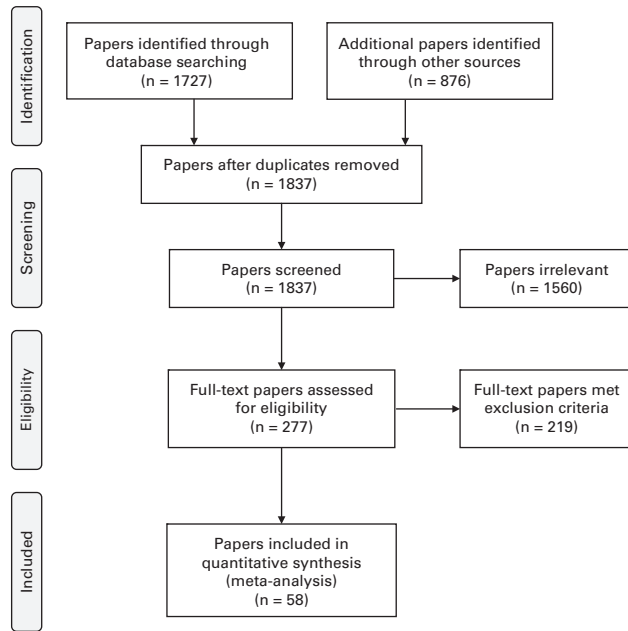 Identification
Papers identified through
database searching
(n = 1727)
Additional papers identified
through other sources
(n = 876)
Papers after duplicates removed
(n = 1837)
Screening
Papers screened
(n = 1837)
Papers irrelevant
(n = 1560)
Eligibility
Full-text papers assessed
for eligibility
(n = 277)
Full-text papers met
exclusion criteria
(n = 219)
Included
Papers included in
quantitative synthesis
(meta-analysis)
(n = 58)